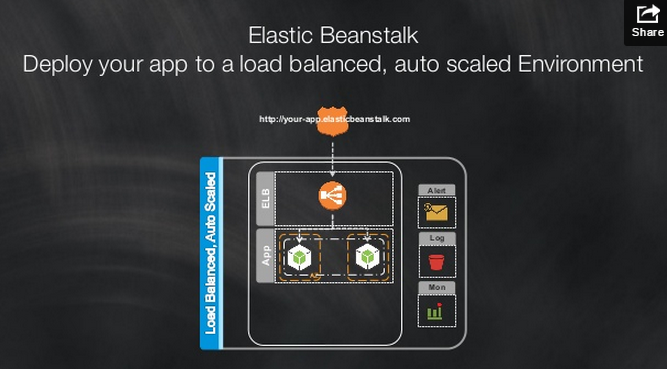 Share
Elastic Beanstalk
Deploy your app to a load balanced, auto scaled Environment
http://your-app.elasticbeanstalk.com
Load Balanced, Auto Scaled
ELB
Alert
App
Log
Mon